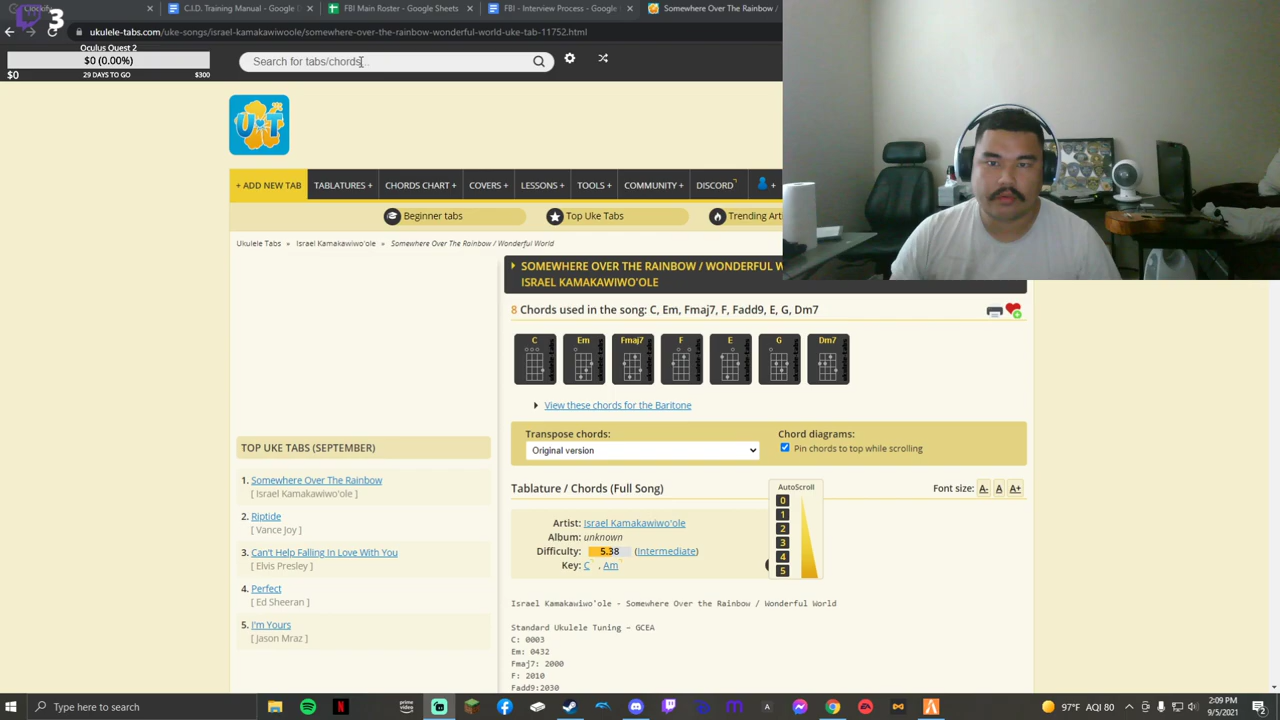 3
C.I.D. Training Manual - Google D
FBI Main Roster - Google Sheets
FBI - Interview Process - Google
Somewhere Over The Rainbow /
ukulele-tabs.com/uke-songs/israel-kamakawiwoole/somewhere-over-the-rainbow-wonderful-world-uke-tab-11752.html
Oculus Quest 2
$0 (0.00%)
$0 29 DAYS TO GO $300
Search for tabs/chords...
U T
+ ADD NEW TAB TABLATURES + CHORDS CHART + COVERS + LESSONS + TOOLS + COMMUNITY + DISCORD +
Beginner tabs Top Uke Tabs Trending Arti
Ukulele Tabs » Israel Kamakawiwo'ole » Somewhere Over The Rainbow / Wonderful World
SOMEWHERE OVER THE RAINBOW / WONDERFUL W
ISRAEL KAMAKAWIWO'OLE
8 Chords used in the song: C, Em, Fmaj7, F, Fadd9, E, G, Dm7
C Em Fmaj7 F E G Dm7
View these chords for the Baritone
Transpose chords:
Original version
Chord diagrams:
Pin chords to top while scrolling
TOP UKE TABS (SEPTEMBER)
1. Somewhere Over The Rainbow
[ Israel Kamakawiwo'ole ]
2. Riptide
[ Vance Joy ]
3. Can't Help Falling In Love With You
[ Elvis Presley ]
4. Perfect
[ Ed Sheeran ]
5. I'm Yours
[ Jason Mraz ]
Tablature / Chords (Full Song)
AutoScroll
0
1
2
3
4
5
Font size: A- A A+
Artist: Israel Kamakawiwo'ole
Album: unknown
Difficulty: 5.38 (Intermediate)
Key: C , Am
Israel Kamakawiwo'ole - Somewhere Over the Rainbow / Wonderful World
Standard Ukulele Tuning – GCEA
C: 0003
Em: 0432
Fmaj7: 2000
F: 2010
Fadd9:2030
Type here to search
prime video
97°F AQI 80
2:09 PM
9/5/2021
2